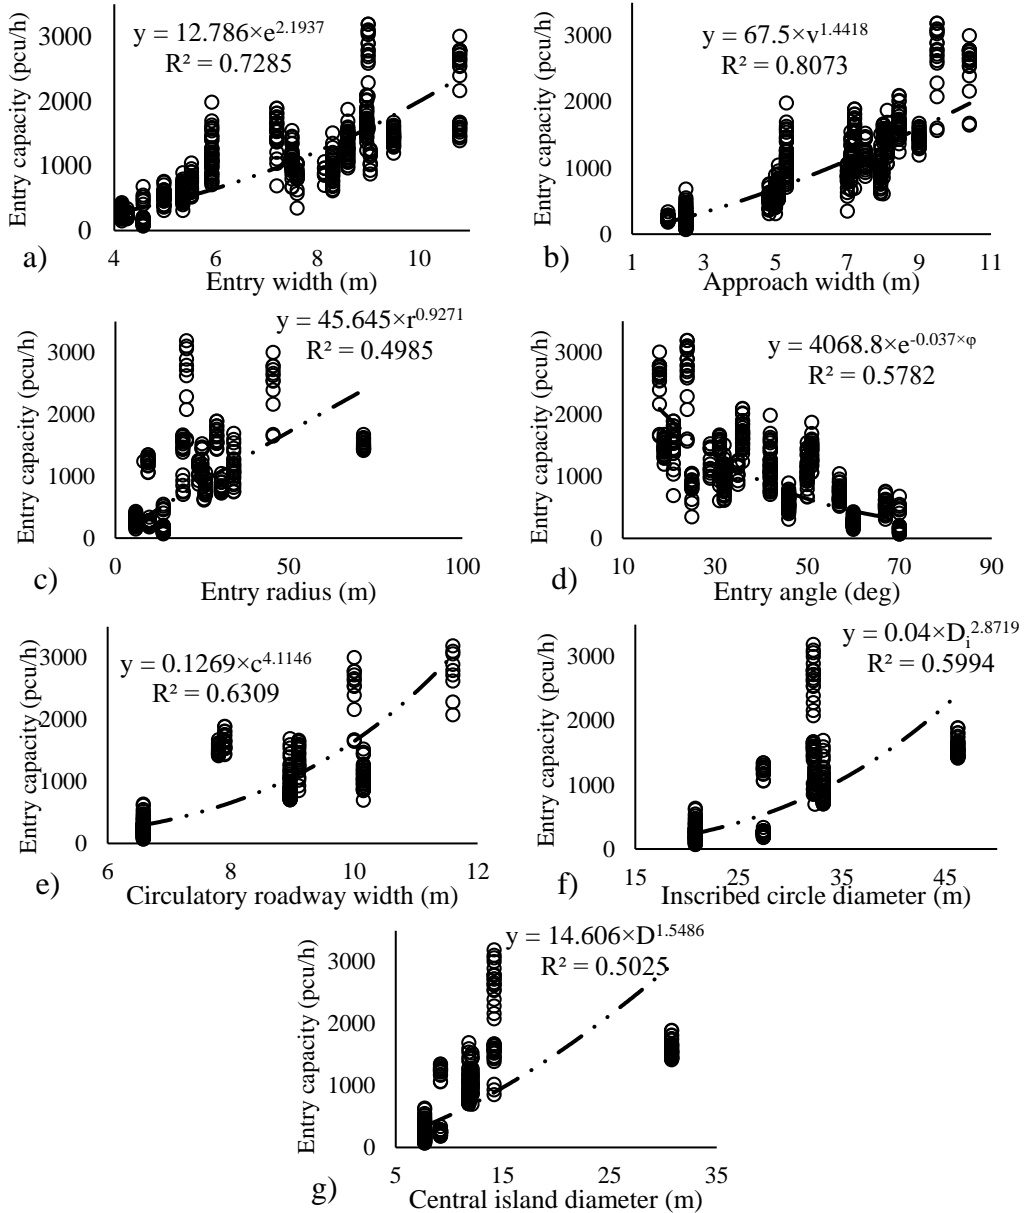 y = 12.786×e^2.1937
R² = 0.7285
Entry capacity (pcu/h)
3000
2000
1000
0
4 6 8 10
a)
Entry width (m)
y = 67.5×v^1.4418
R² = 0.8073
Entry capacity (pcu/h)
3000
2000
1000
0
1 3 5 7 9 11
b)
Approach width (m)
y = 45.645×r^0.9271
R² = 0.4985
Entry capacity (pcu/h)
3000
2000
1000
0
0 50 100
c)
Entry radius (m)
y = 4068.8×e^-0.037×φ
R² = 0.5782
Entry capacity (pcu/h)
3000
2000
1000
0
10 30 50 70 90
d)
Entry angle (deg)
y = 0.1269×c^4.1146
R² = 0.6309
Entry capacity (pcu/h)
3000
2000
1000
0
6 8 10 12
e)
Circulatory roadway width (m)
y = 0.04×D_i^2.8719
R² = 0.5994
Entry capacity (pcu/h)
3000
2000
1000
0
15 25 35 45
f)
Inscribed circle diameter (m)
y = 14.606×D^1.5486
R² = 0.5025
Entry capacity (pcu/h)
3000
2000
1000
0
5 15 25 35
g)
Central island diameter (m)